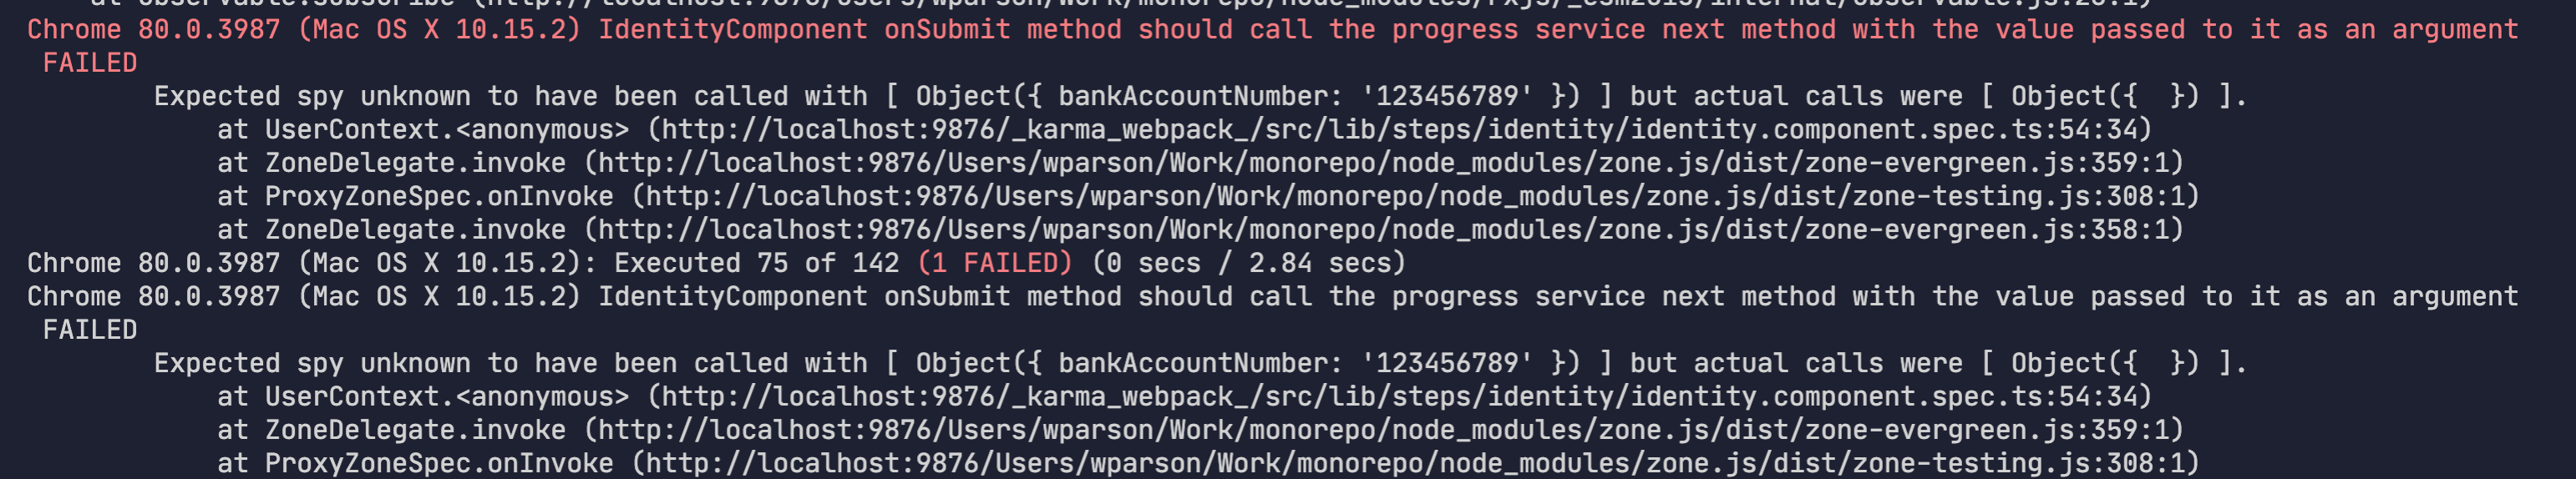 at Observable.subscribe (http://localhost:9876/Users/wparson/Work/monorepo/node_modules/rxjs/_esm2015/internal/Observable.js:28:1)
Chrome 80.0.3987 (Mac OS X 10.15.2) IdentityComponent onSubmit method should call the progress service next method with the value passed to it as an argument
FAILED
Expected spy unknown to have been called with [ Object({ bankAccountNumber: '123456789' }) ] but actual calls were [ Object({  }) ].
at UserContext.<anonymous> (http://localhost:9876/_karma_webpack_/src/lib/steps/identity/identity.component.spec.ts:54:34)
at ZoneDelegate.invoke (http://localhost:9876/Users/wparson/Work/monorepo/node_modules/zone.js/dist/zone-evergreen.js:359:1)
at ProxyZoneSpec.onInvoke (http://localhost:9876/Users/wparson/Work/monorepo/node_modules/zone.js/dist/zone-testing.js:308:1)
at ZoneDelegate.invoke (http://localhost:9876/Users/wparson/Work/monorepo/node_modules/zone.js/dist/zone-evergreen.js:358:1)
Chrome 80.0.3987 (Mac OS X 10.15.2): Executed 75 of 142 (1 FAILED) (0 secs / 2.84 secs)
Chrome 80.0.3987 (Mac OS X 10.15.2) IdentityComponent onSubmit method should call the progress service next method with the value passed to it as an argument
FAILED
Expected spy unknown to have been called with [ Object({ bankAccountNumber: '123456789' }) ] but actual calls were [ Object({  }) ].
at UserContext.<anonymous> (http://localhost:9876/_karma_webpack_/src/lib/steps/identity/identity.component.spec.ts:54:34)
at ZoneDelegate.invoke (http://localhost:9876/Users/wparson/Work/monorepo/node_modules/zone.js/dist/zone-evergreen.js:359:1)
at ProxyZoneSpec.onInvoke (http://localhost:9876/Users/wparson/Work/monorepo/node_modules/zone.js/dist/zone-testing.js:308:1)